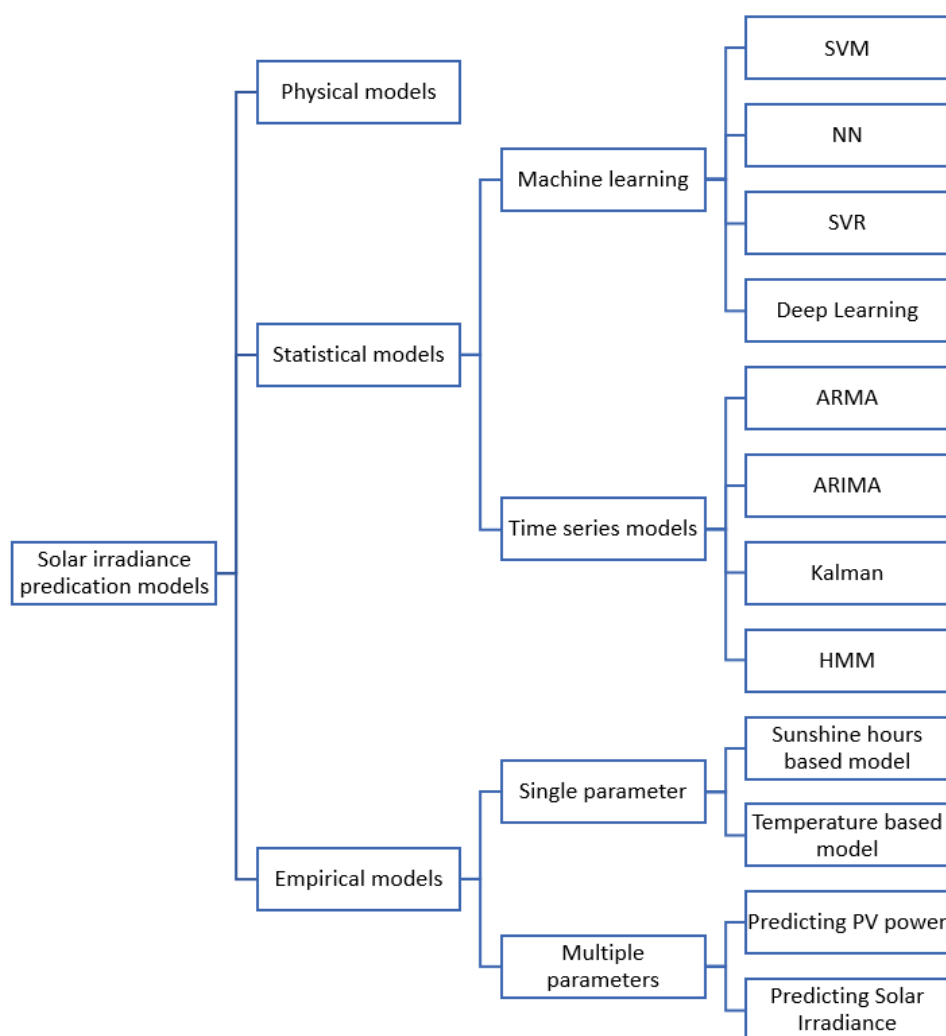 SVM
Physical models
NN
Machine learning
SVR
Deep Learning
Statistical models
ARMA
ARIMA
Time series models
Solar irradiance
predication models
Kalman
HMM
Sunshine hours
based model
Single parameter
Temperature based
model
Empirical models
Predicting PV power
Multiple
parameters
Predicting Solar
Irradiance